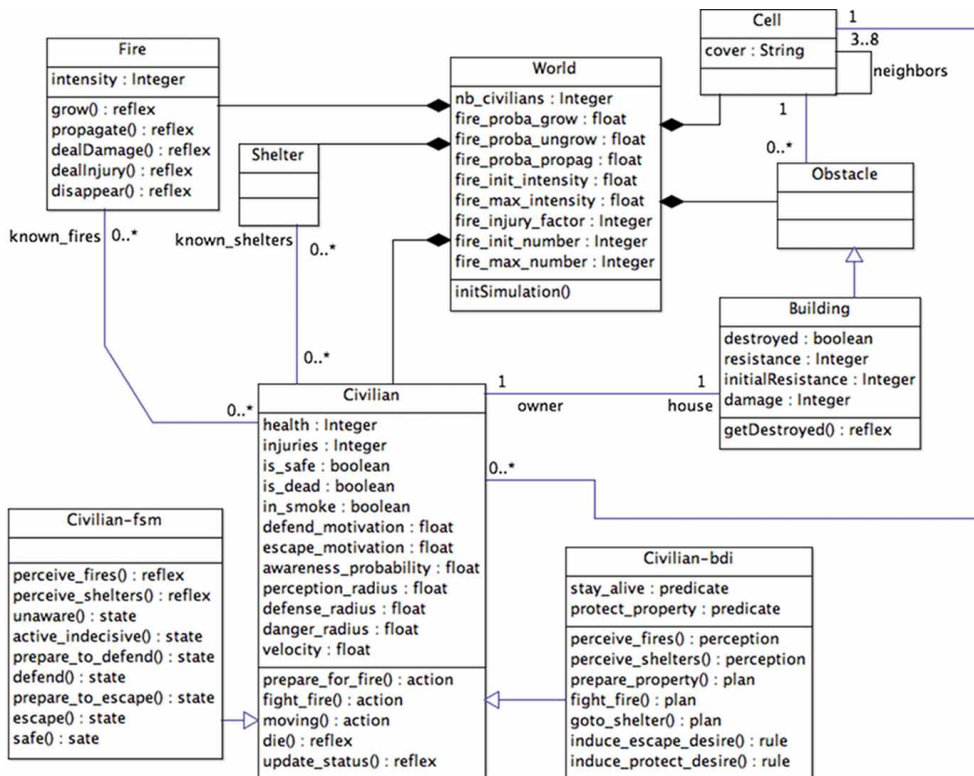 Fire
intensity : Integer
grow() : reflex
propagate() : reflex
dealDamage() : reflex
dealInjury() : reflex
disappear() : reflex
known_fires
0..*
Shelter
known_shelters
0..*
World
nb_civilians : Integer
fire_proba_grow : float
fire_proba_ungrow : float
fire_proba_propag : float
fire_init_intensity : float
fire_max_intensity : float
fire_injury_factor : Integer
fire_init_number : Integer
fire_max_number : Integer
initSimulation()
Cell
cover : String
1
3..8
neighbors
1
0..*
Obstacle
Building
destroyed : boolean
resistance : Integer
initialResistance : Integer
damage : Integer
getDestroyed() : reflex
0..*
0..*
1
owner
1
house
0..*
Civilian
health : Integer
injuries : Integer
is_safe : boolean
is_dead : boolean
in_smoke : boolean
defend_motivation : float
escape_motivation : float
awareness_probability : float
perception_radius : float
defense_radius : float
danger_radius : float
velocity : float
prepare_for_fire() : action
fight_fire() : action
moving() : action
die() : reflex
update_status() : reflex
Civilian-fsm
perceive_fires() : reflex
perceive_shelters() : reflex
unaware() : state
active_indecisive() : state
prepare_to_defend() : state
defend() : state
prepare_to_escape() : state
escape() : state
safe() : sate
Civilian-bdi
stay_alive : predicate
protect_property : predicate
perceive_fires() : perception
perceive_shelters() : perception
prepare_property() : plan
fight_fire() : plan
goto_shelter() : plan
induce_escape_desire() : rule
induce_protect_desire() : rule